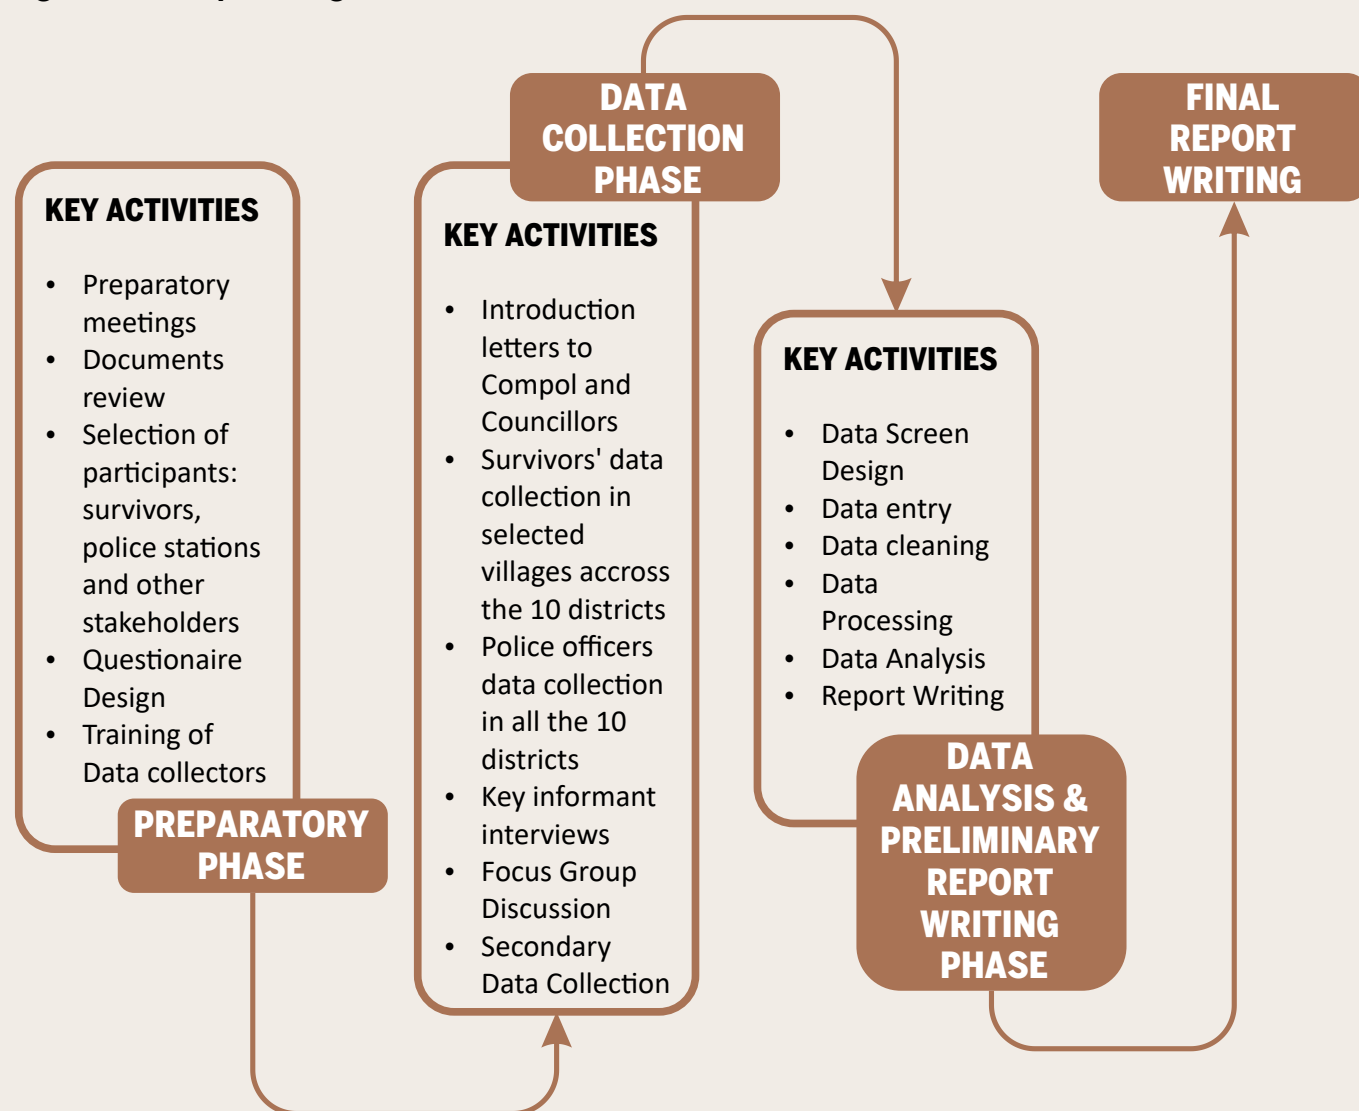 KEY ACTIVITIES
• Preparatory
meetings
• Documents
review
• Selection of
participants:
survivors,
police stations
and other
stakeholders
• Questionaire
Design
• Training of
Data collectors
PREPARATORY
PHASE
DATA
COLLECTION
PHASE
KEY ACTIVITIES
• Introduction
letters to
Compol and
Councillors
• Survivors' data
collection in
selected
villages accross
the 10 districts
• Police officers
data collection
in all the 10
districts
• Key informant
interviews
• Focus Group
Discussion
• Secondary
Data Collection
KEY ACTIVITIES
• Data Screen
Design
• Data entry
• Data cleaning
• Data
Processing
• Data Analysis
• Report Writing
DATA
ANALYSIS &
PRELIMINARY
REPORT
WRITING
PHASE
FINAL
REPORT
WRITING